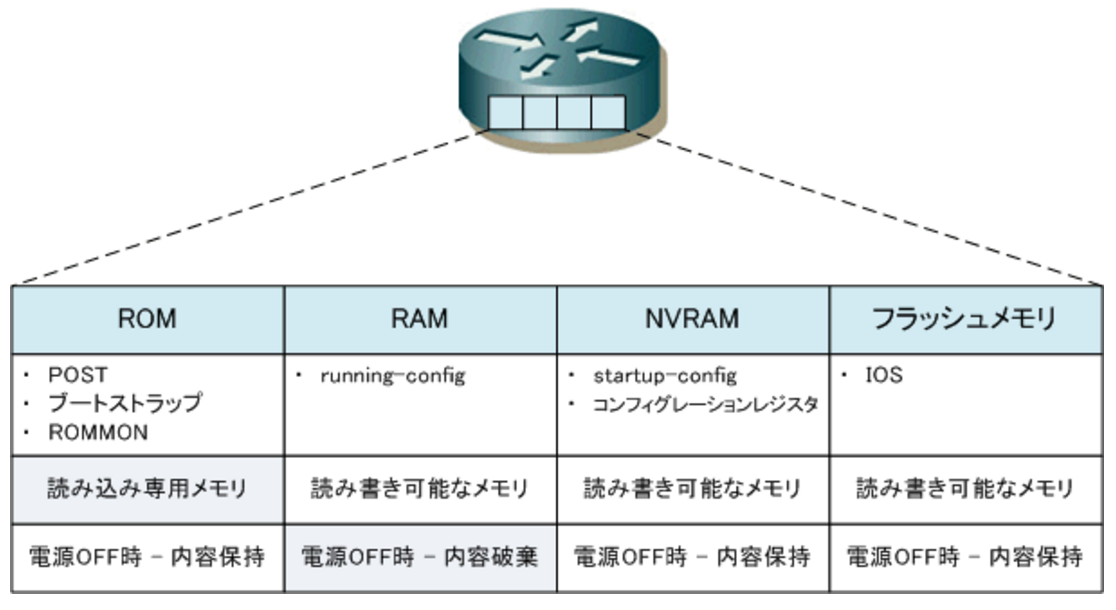 ROM
RAM
NVRAM
フラッシュメモリ
・ POST
・ ブートストラップ
・ ROMMON
・ running-config
・ startup-config
・ コンフィグレーションレジスタ
・ IOS
読み込み専用メモリ
読み書き可能なメモリ
読み書き可能なメモリ
読み書き可能なメモリ
電源OFF時 - 内容保持
電源OFF時 - 内容破棄
電源OFF時 - 内容保持
電源OFF時 - 内容保持